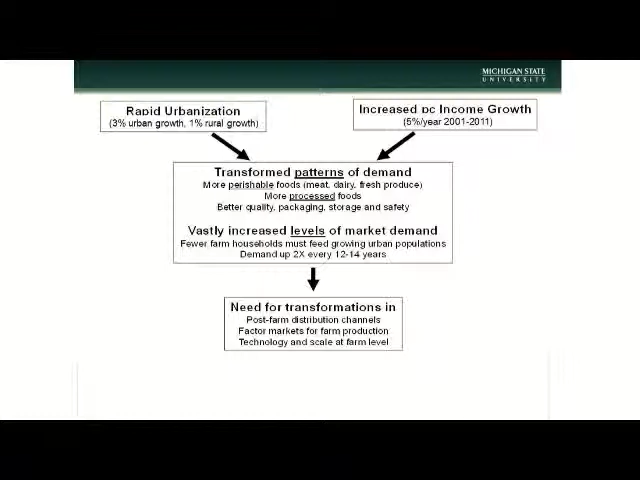 MICHIGAN STATE
UNIVERSITY
Rapid Urbanization
(3% urban growth, 1% rural growth)
Increased pc Income Growth
(5%/year 2001-2011)
Transformed patterns of demand
More perishable foods (meat, dairy, fresh produce)
More processed foods
Better quality, packaging, storage and safety
Vastly increased levels of market demand
Fewer farm households must feed growing urban populations
Demand up 2X every 12-14 years
Need for transformations in
Post-farm distribution channels
Factor markets for farm production
Technology and scale at farm level